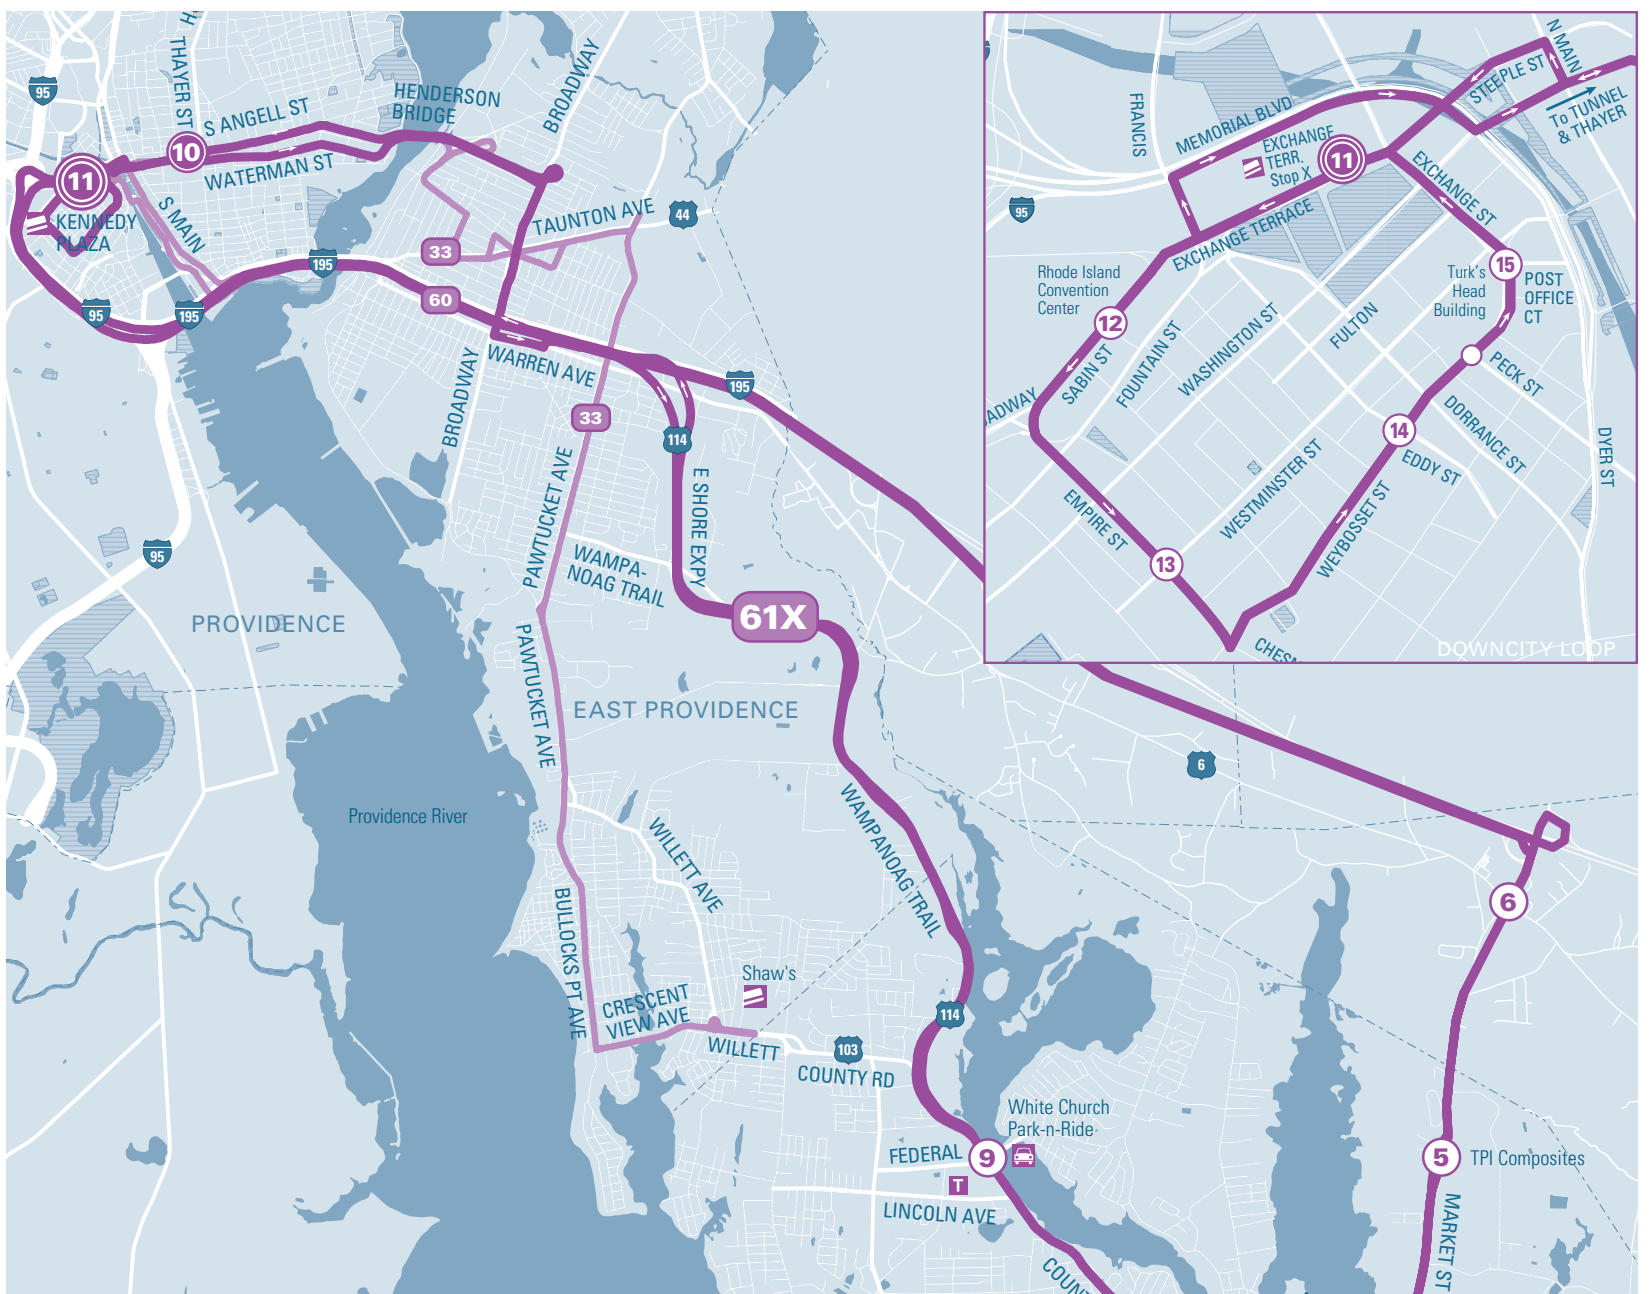 95
THAYER ST
H
S ANGELL ST
HENDERSON
BRIDGE
BROADWAY
10
WATERMAN ST
11
KENNEDY
PLAZA
S MAIN
TAUNTON AVE
44
33
195
60
95
195
WARREN AVE
BROADWAY
195
33
114
PAWTUCKET AVE
E SHORE EXPY
95
WAMPA-
NOAG TRAIL
61X
PROVIDENCE
PAWTUCKET AVE
EAST PROVIDENCE
6
Providence River
WILLETT AVE
WAMPANOAG TRAIL
6
BULLOCKS PT AVE
Shaw's
CRESCENT
VIEW AVE
114
WILLETT
103
COUNTY RD
White Church
Park-n-Ride
FEDERAL
9
T
LINCOLN AVE
5
TPI Composites
MARKET ST
COUNT
N MAIN
STEEPLE ST
To TUNNEL
& THAYER
FRANCIS
MEMORIAL BLVD
EXCHANGE
TERR.
Stop X
11
EXCHANGE ST
95
EXCHANGE TERRACE
Rhode Island
Convention
Center
12
15
Turk's
Head
Building
POST
OFFICE
CT
SABIN ST
FOUNTAIN ST
WASHINGTON ST
FULTON
PECK ST
ADWAY
14
DORRANCE ST
EDDY ST
DYER ST
EMPIRE ST
WESTMINSTER ST
WEYBOSSET ST
13
CHES
DOWNCITY LOOP